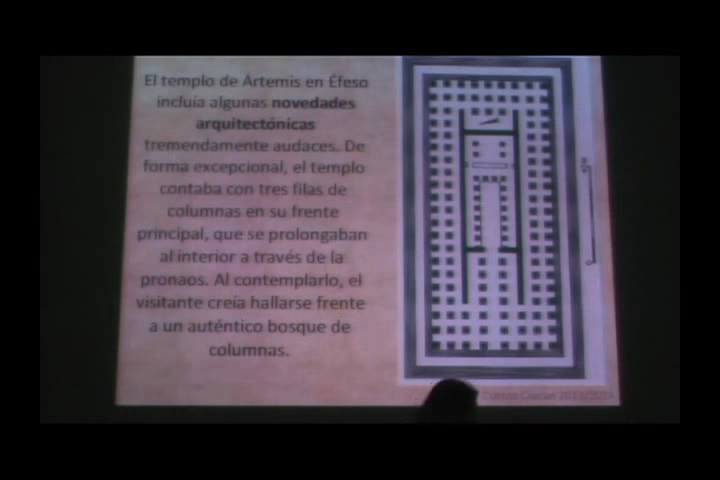 El templo de Ártemis en Éfeso
incluía algunas novedades
arquitectónicas
tremendamente audaces. De
forma excepcional, el templo
contaba con tres filas de
columnas en su frente
principal, que se prolongaban
al interior a través de la
pronaos. Al contemplarlo, el
visitante creía hallarse frente
a un auténtico bosque de
columnas.
2013/2014